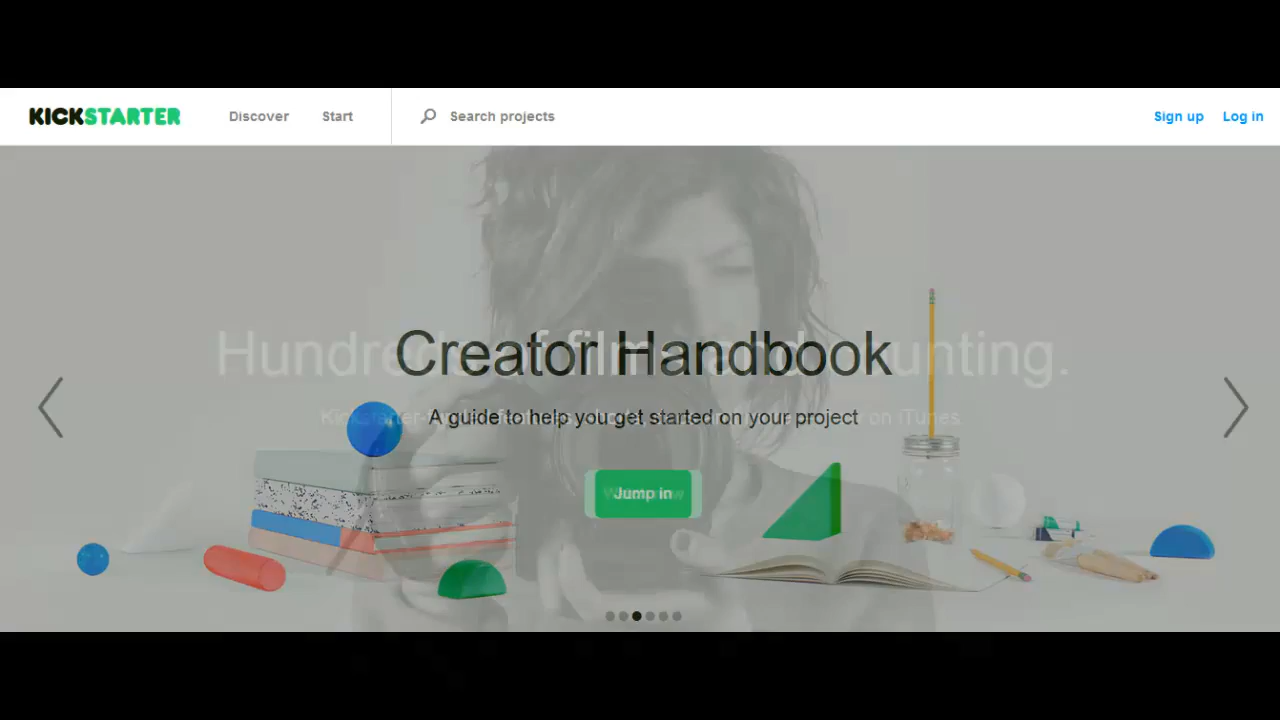 KICKSTARTER
Discover
Start
Search projects
Sign up
Log in
Creator Handbook
A guide to help you get started on your project
Jump in